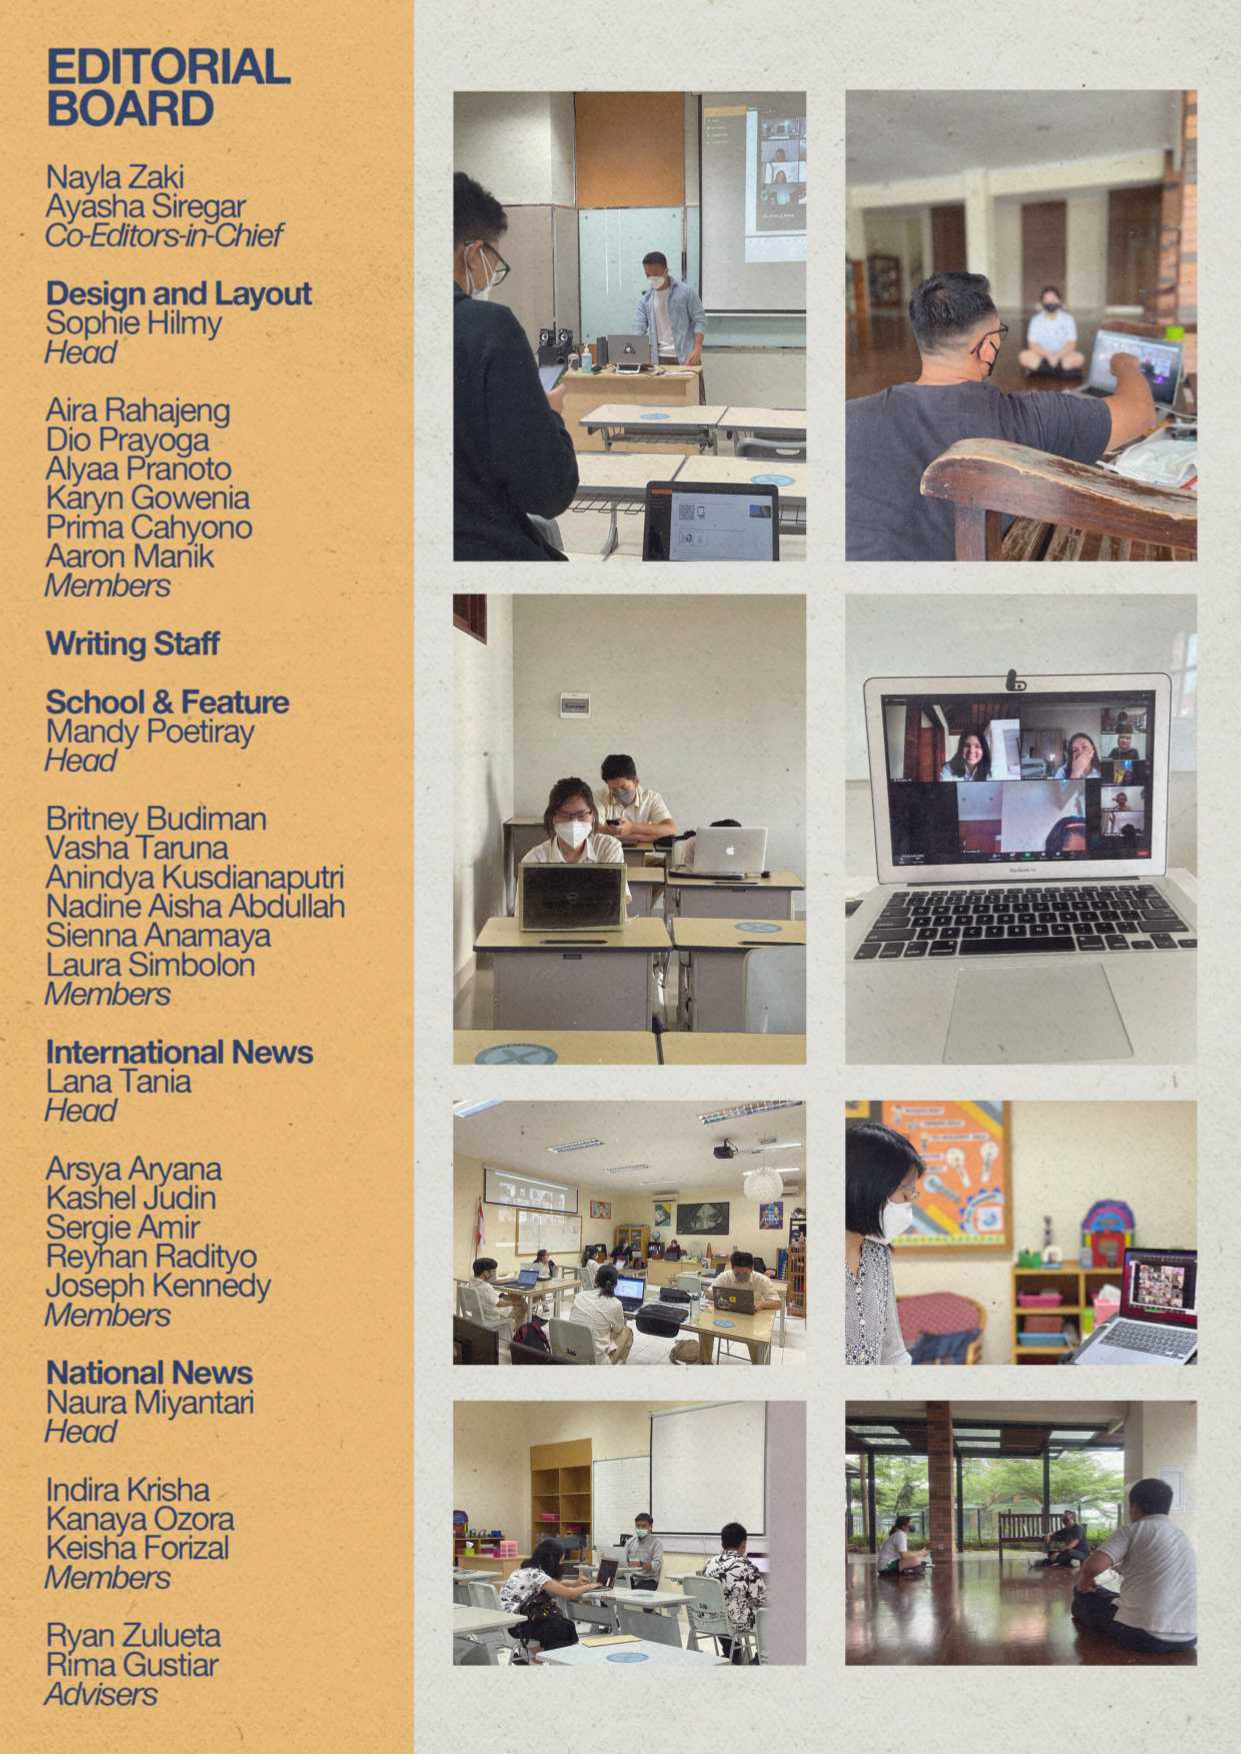 EDITORIAL
BOARD
Nayla Zaki
Ayasha Siregar
Co-Editors-in-Chief
Design and Layout
Sophie Hilmy
Head
Aira Rahajeng
Dio Prayoga
Alyaa Pranoto
Karyn Gowenia
Prima Cahyono
Aaron Manik
Members
Writing Staff
School & Feature
Mandy Poetiray
Head
Britney Budiman
Vasha Taruna
Anindya Kusdianaputri
Nadine Aisha Abdullah
Sienna Anamaya
Laura Simbolon
Members
International News
Lana Tania
Head
Arsya Aryana
Kashel Judin
Sergie Amir
Reyhan Radityo
Joseph Kennedy
Members
National News
Naura Miyantari
Head
Indira Krisha
Kanaya Ozora
Keisha Forizal
Members
Ryan Zulueta
Rima Gustiar
Advisers